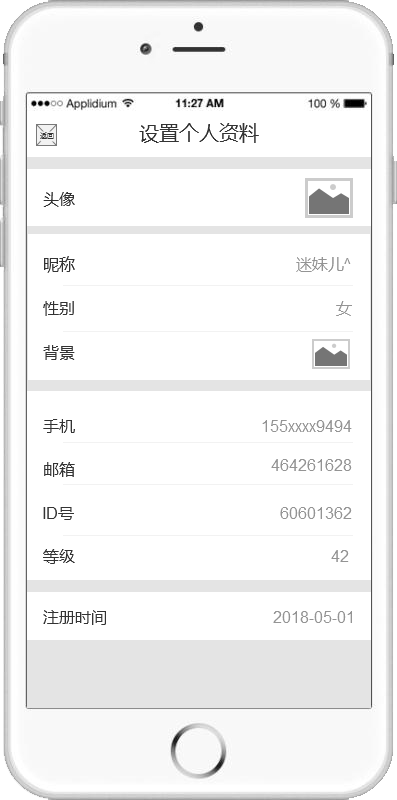 ●●●○○ Applidium 11:27 AM 100 %
返回 设置个人资料
头像
昵称 迷妹儿^
性别 女
背景
手机 155xxxx9494
邮箱 464261628
ID号 60601362
等级 42
注册时间 2018-05-01